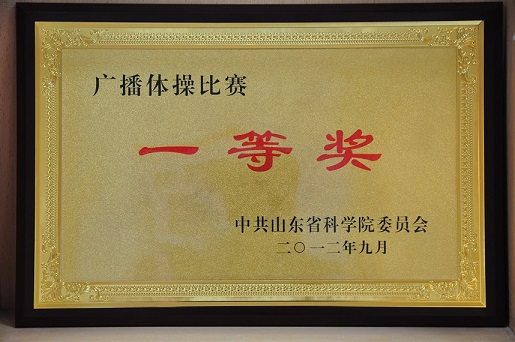 广播体操比赛
一等奖
中共山东省科学院委员会
二〇一二年九月